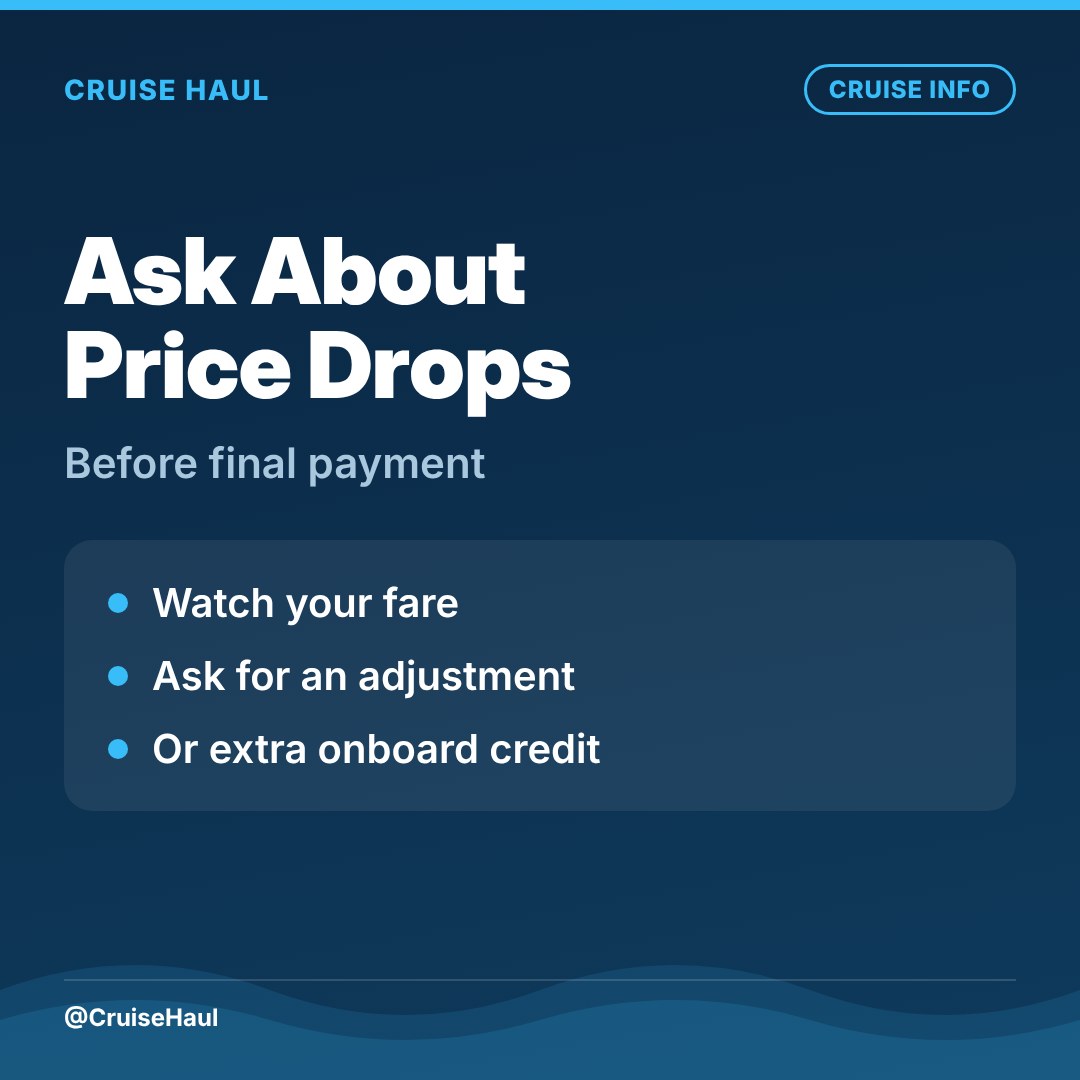 CRUISE HAUL
CRUISE INFO
Ask About
Price Drops
Before final payment
Watch your fare
Ask for an adjustment
Or extra onboard credit
@CruiseHaul